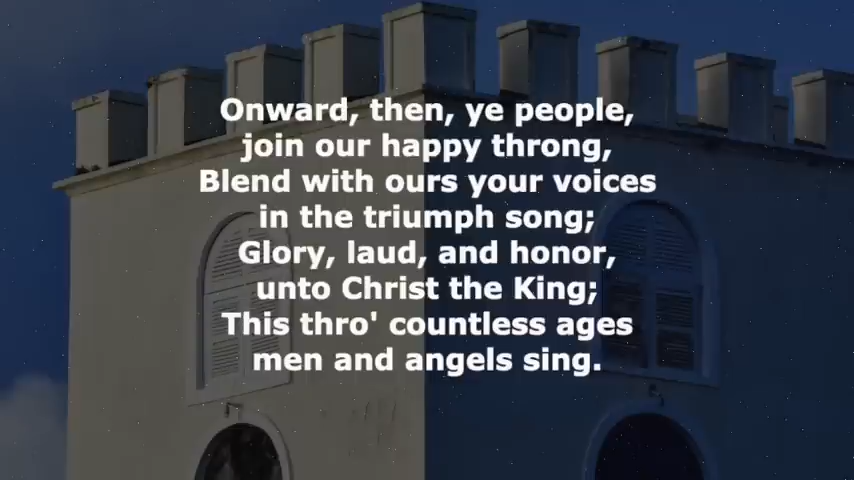 Onward, then, ye people,
join our happy throng,
Blend with ours your voices
in the triumph song;
Glory, laud, and honor,
unto Christ the King;
This thro' countless ages
men and angels sing.